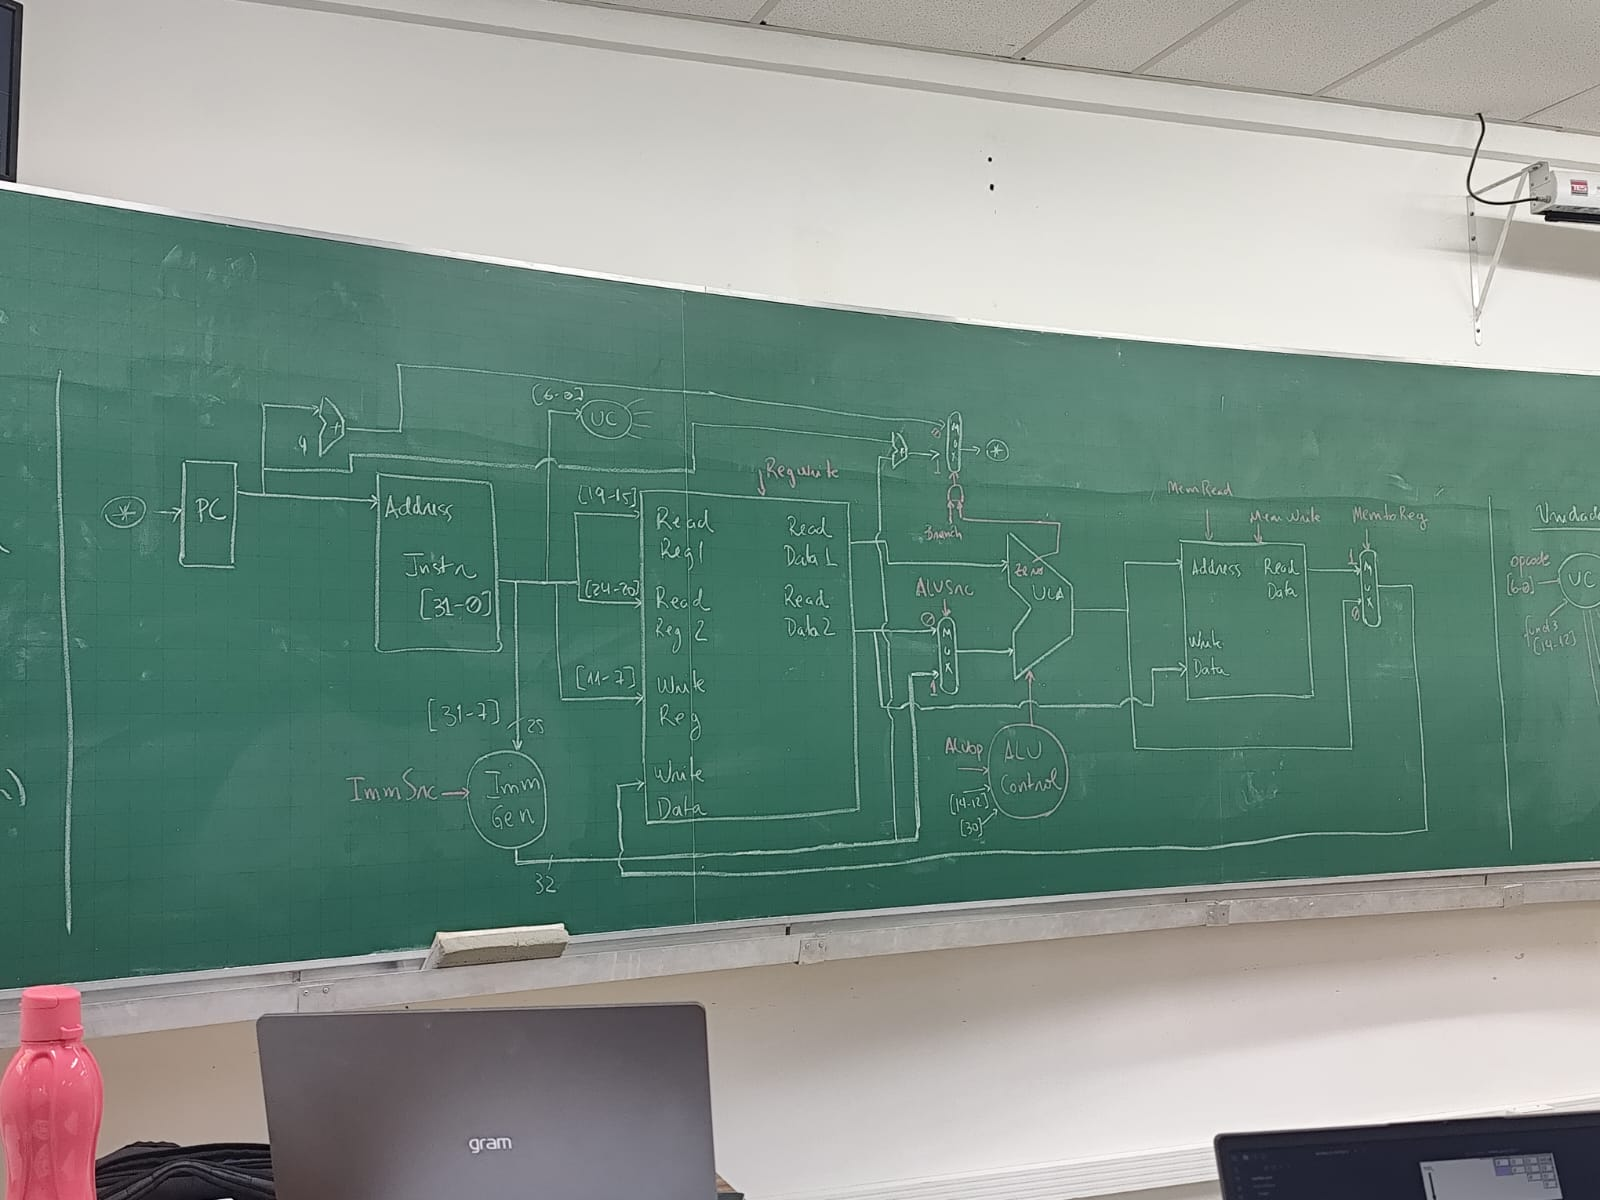 [6-0]
UC
4
+
M
U
X
0
1
*
*
PC
Address
Instr
[31-0]
[19-15]
[24-20]
[11-7]
[31-7]
25
ImmSrc
Imm
Gen
32
RegWrite
Read
Reg1
Read
Reg 2
Write
Reg
Write
Data
Read
Data 1
Read
Data 2
Branch
ALUSrc
0
M
U
X
1
Zero
ULA
ALUop
[14-12]
[30]
ALU
Control
MemRead
MemWrite
Address
Read
Data
Write
Data
MemtoReg
1
M
U
X
0
Unidad
Opcode
[6-0]
UC
funct3
[14-12]
gram